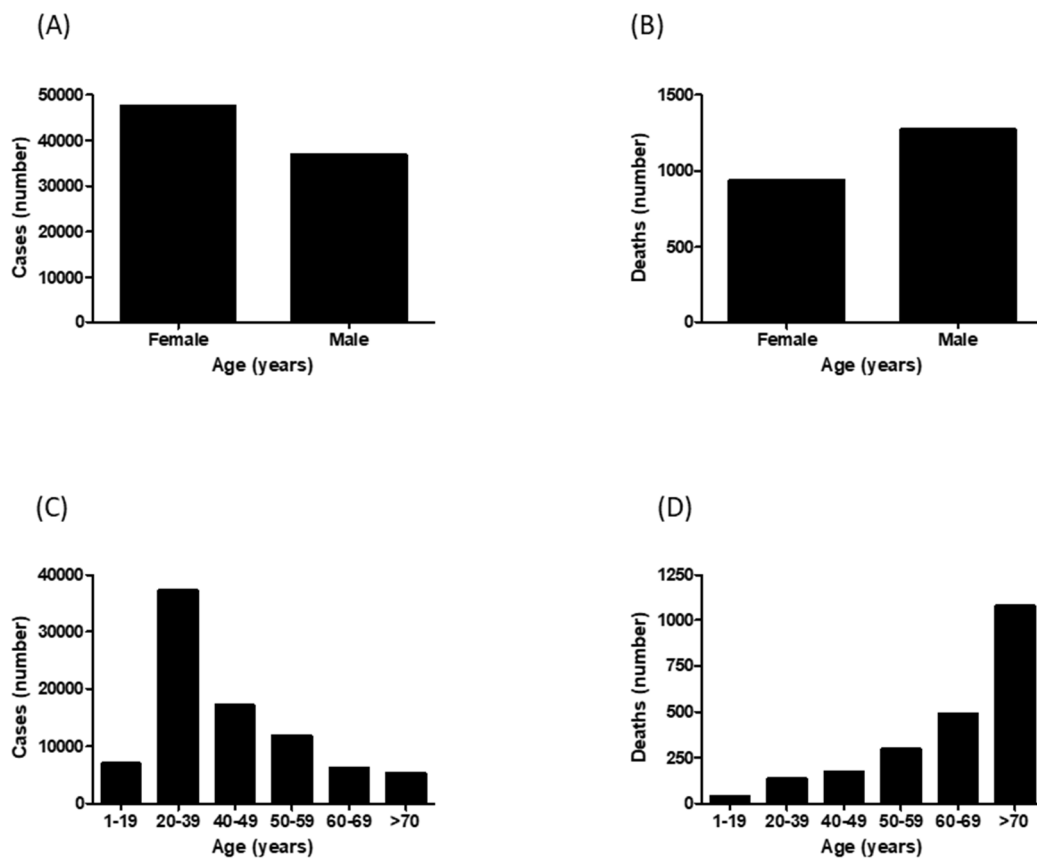 (A)
50000
40000
30000
20000
10000
0
Cases (number)
Female Male
Age (years)
(B)
1500
1000
500
0
Deaths (number)
Female Male
Age (years)
(C)
40000
30000
20000
10000
0
Cases (number)
1-19 20-39 40-49 50-59 60-69 >70
Age (years)
(D)
1250
1000
750
500
250
0
Deaths (number)
1-19 20-39 40-49 50-59 60-69 >70
Age (years)